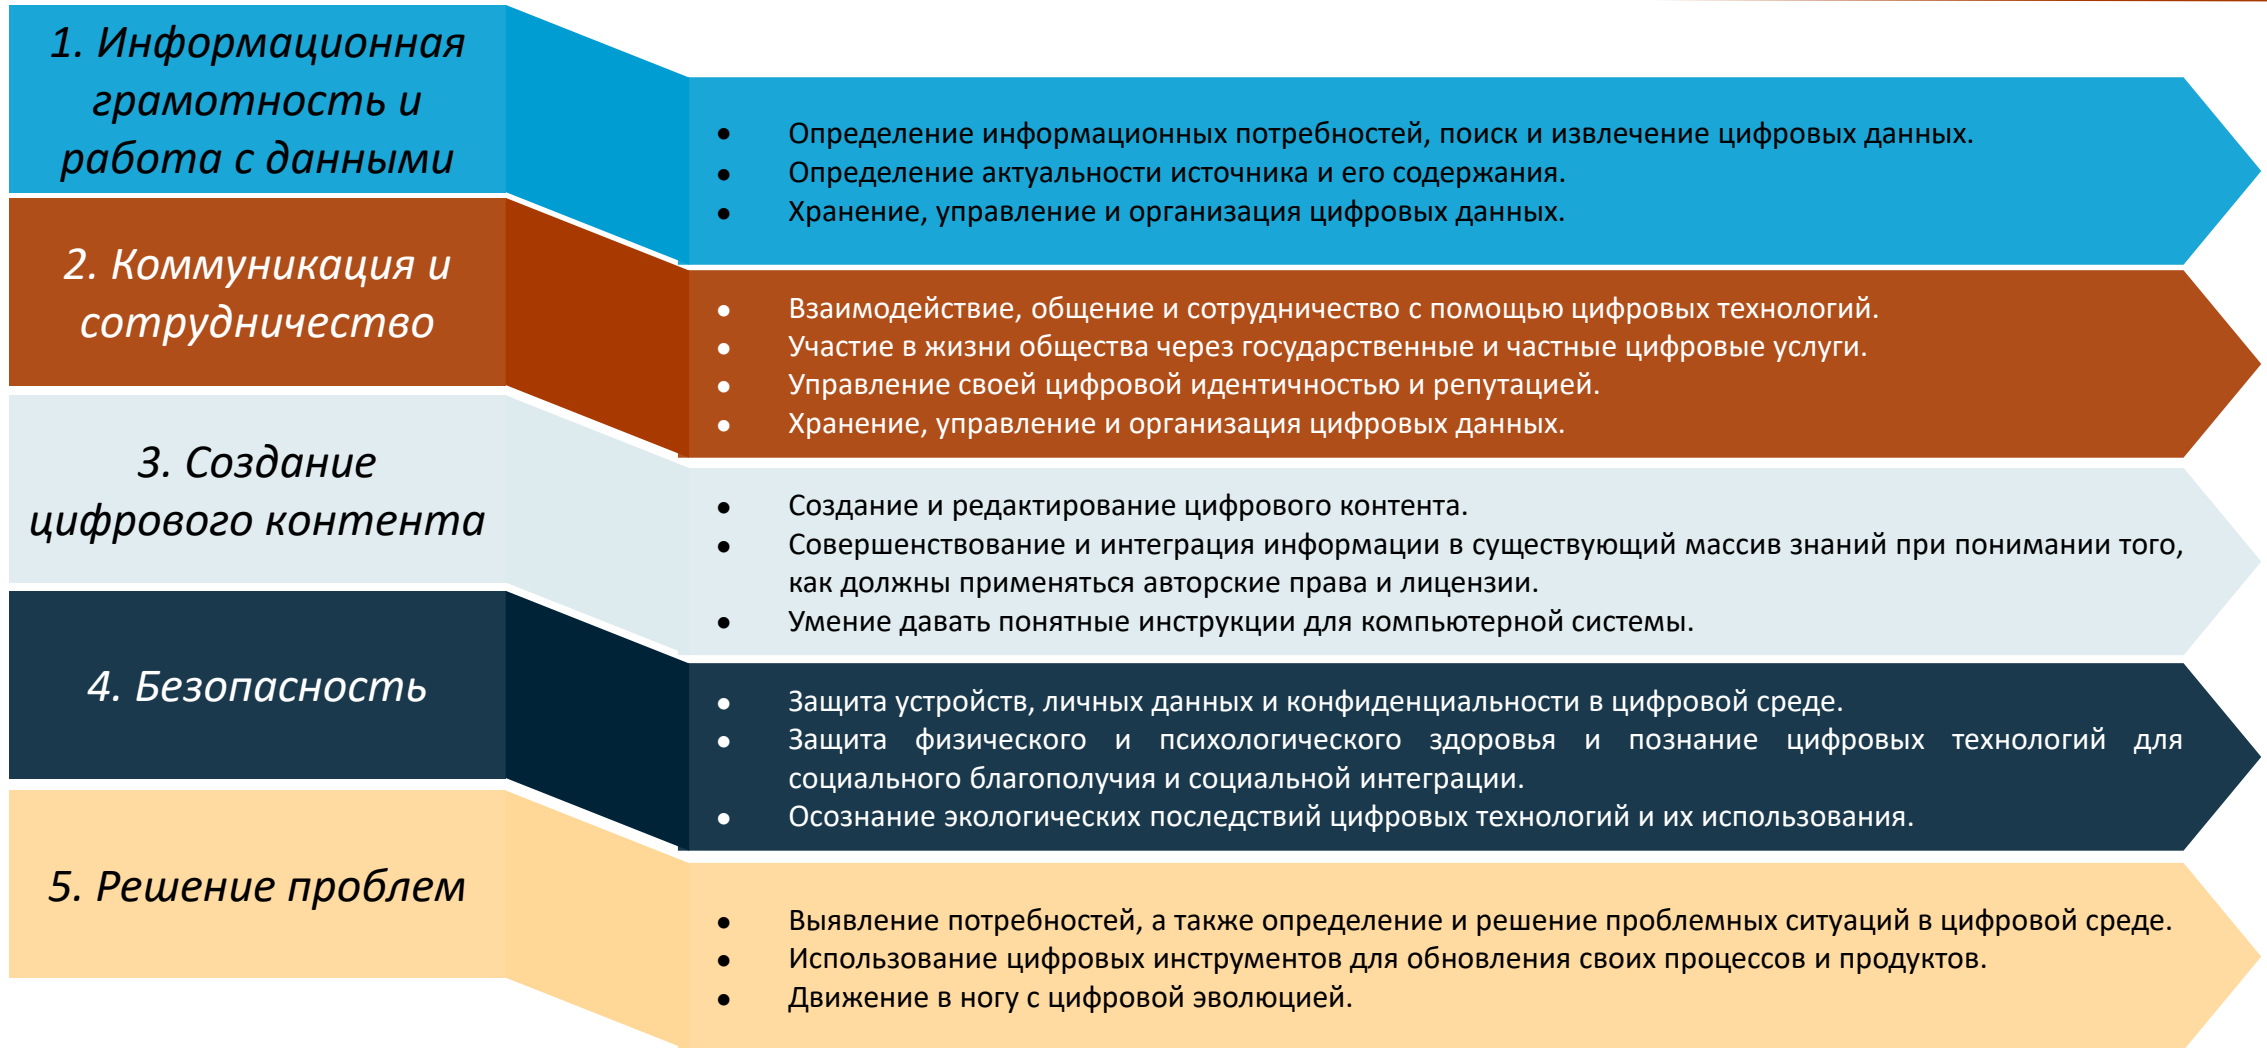 1. Информационная
грамотность и
работа с данными
• Определение информационных потребностей, поиск и извлечение цифровых данных.
• Определение актуальности источника и его содержания.
• Хранение, управление и организация цифровых данных.
2. Коммуникация и
сотрудничество
• Взаимодействие, общение и сотрудничество с помощью цифровых технологий.
• Участие в жизни общества через государственные и частные цифровые услуги.
• Управление своей цифровой идентичностью и репутацией.
• Хранение, управление и организация цифровых данных.
3. Создание
цифрового контента
• Создание и редактирование цифрового контента.
• Совершенствование и интеграция информации в существующий массив знаний при понимании того,
как должны применяться авторские права и лицензии.
• Умение давать понятные инструкции для компьютерной системы.
4. Безопасность
• Защита устройств, личных данных и конфиденциальности в цифровой среде.
• Защита физического и психологического здоровья и познание цифровых технологий для
социального благополучия и социальной интеграции.
• Осознание экологических последствий цифровых технологий и их использования.
5. Решение проблем
• Выявление потребностей, а также определение и решение проблемных ситуаций в цифровой среде.
• Использование цифровых инструментов для обновления своих процессов и продуктов.
• Движение в ногу с цифровой эволюцией.